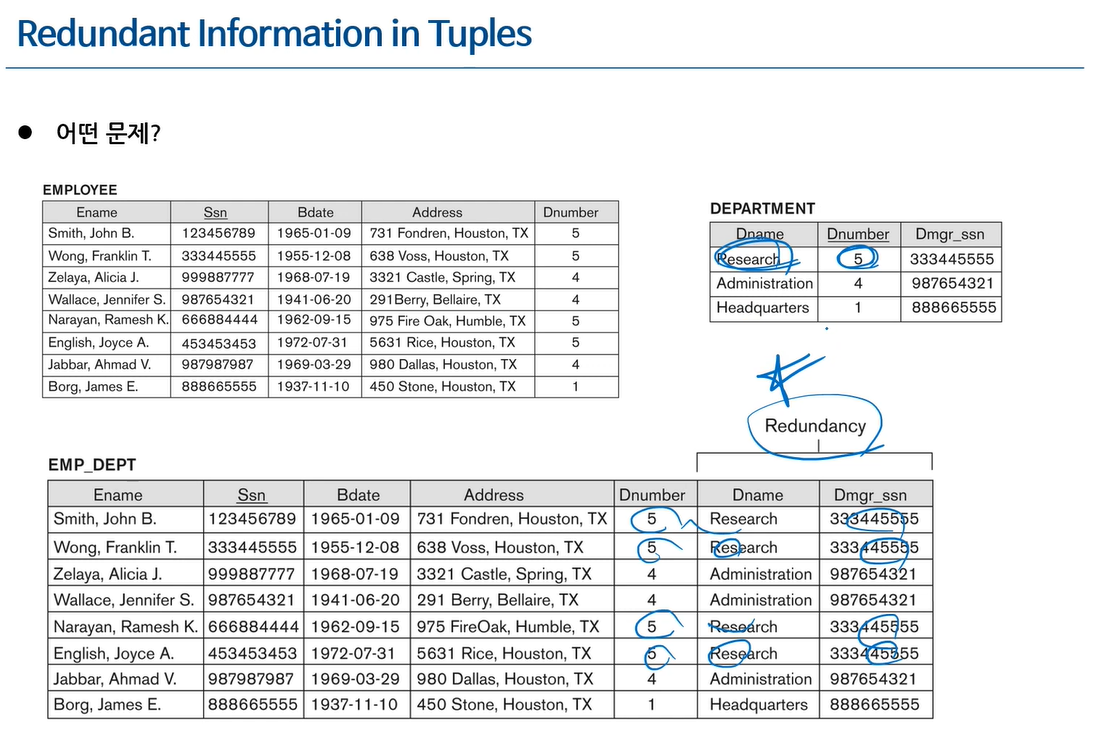 Redundant Information in Tuples
● 어떤 문제?
EMPLOYEE
Ename Ssn Bdate Address Dnumber
Smith, John B. 123456789 1965-01-09 731 Fondren, Houston, TX 5
Wong, Franklin T. 333445555 1955-12-08 638 Voss, Houston, TX 5
Zelaya, Alicia J. 999887777 1968-07-19 3321 Castle, Spring, TX 4
Wallace, Jennifer S. 987654321 1941-06-20 291Berry, Bellaire, TX 4
Narayan, Ramesh K. 666884444 1962-09-15 975 Fire Oak, Humble, TX 5
English, Joyce A. 453453453 1972-07-31 5631 Rice, Houston, TX 5
Jabbar, Ahmad V. 987987987 1969-03-29 980 Dallas, Houston, TX 4
Borg, James E. 888665555 1937-11-10 450 Stone, Houston, TX 1
DEPARTMENT
Dname Dnumber Dmgr_ssn
Research 5 333445555
Administration 4 987654321
Headquarters 1 888665555
Redundancy
EMP_DEPT
Ename Ssn Bdate Address Dnumber Dname Dmgr_ssn
Smith, John B. 123456789 1965-01-09 731 Fondren, Houston, TX 5 Research 333445555
Wong, Franklin T. 333445555 1955-12-08 638 Voss, Houston, TX 5 Research 333445555
Zelaya, Alicia J. 999887777 1968-07-19 3321 Castle, Spring, TX 4 Administration 987654321
Wallace, Jennifer S. 987654321 1941-06-20 291 Berry, Bellaire, TX 4 Administration 987654321
Narayan, Ramesh K. 666884444 1962-09-15 975 FireOak, Humble, TX 5 Research 333445555
English, Joyce A. 453453453 1972-07-31 5631 Rice, Houston, TX 5 Research 333445555
Jabbar, Ahmad V. 987987987 1969-03-29 980 Dallas, Houston, TX 4 Administration 987654321
Borg, James E. 888665555 1937-11-10 450 Stone, Houston, TX 1 Headquarters 888665555